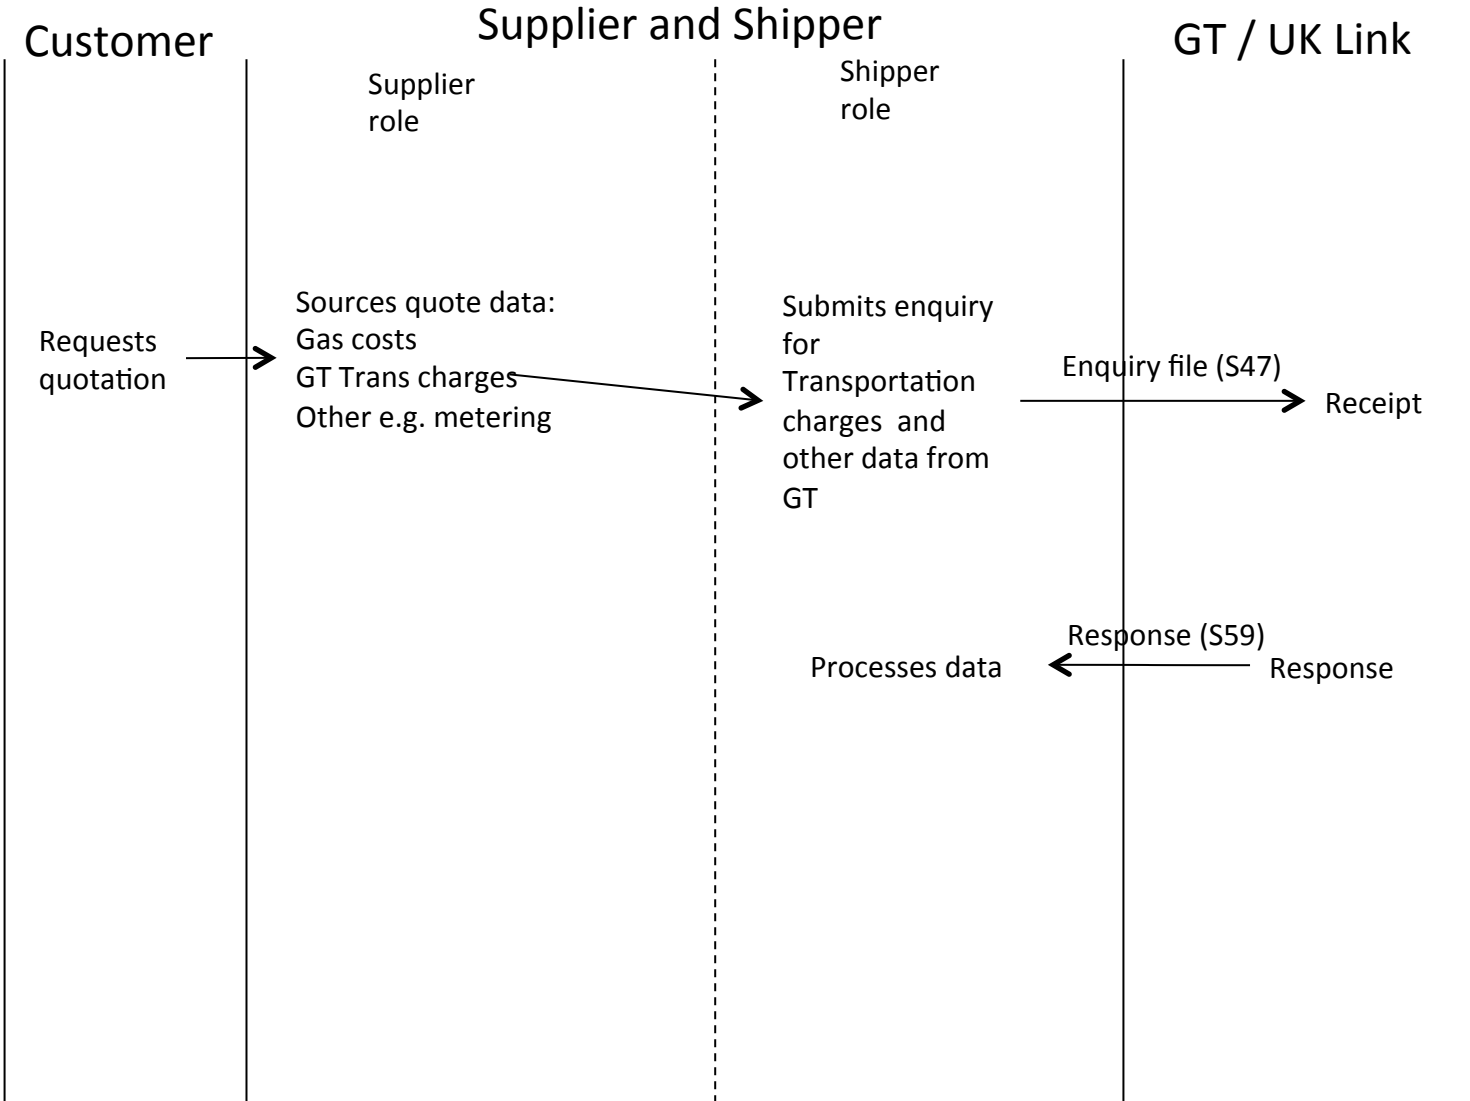 Customer
Supplier and Shipper
GT / UK Link
Supplier
role
Shipper
role
Requests
quotation
Sources quote data:
Gas costs
GT Trans charges
Other e.g. metering
Submits enquiry
for
Transportation
charges and
other data from
GT
Enquiry file (S47)
Receipt
Response (S59)
Processes data
Response